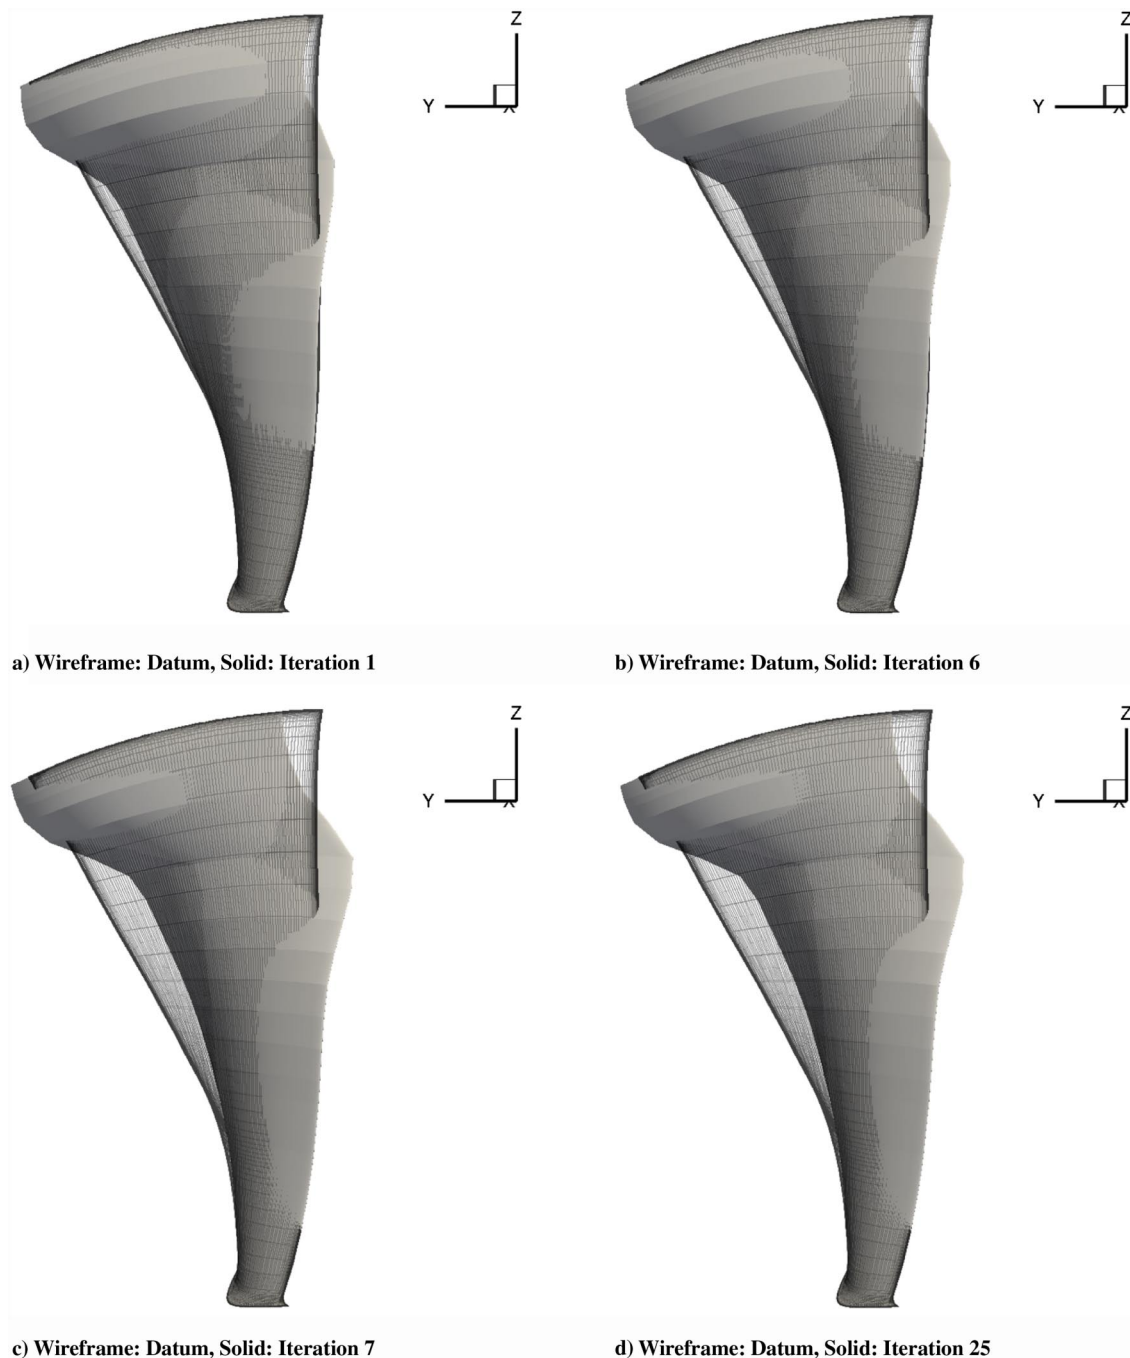 Z
Y
X
Z
Y
X
a) Wireframe: Datum, Solid: Iteration 1
b) Wireframe: Datum, Solid: Iteration 6
Z
Y
X
Z
Y
X
c) Wireframe: Datum, Solid: Iteration 7
d) Wireframe: Datum, Solid: Iteration 25